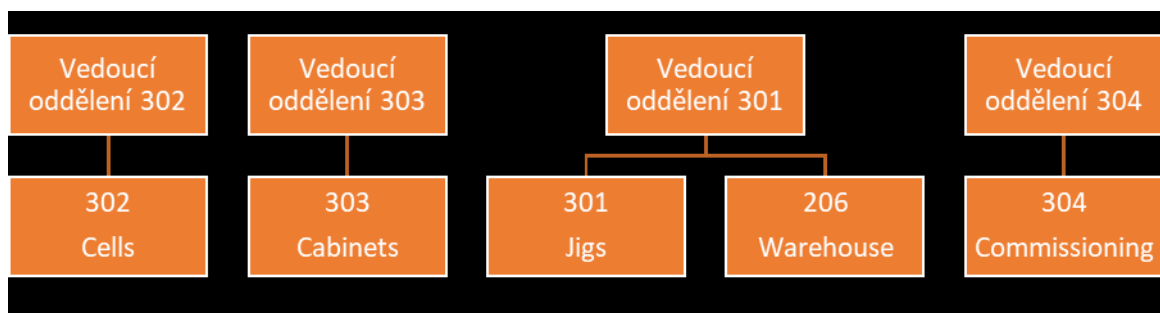 Vedoucí
oddělení 302
Vedoucí
oddělení 303
Vedoucí
oddělení 301
Vedoucí
oddělení 304
302
Cells
303
Cabinets
301
Jigs
206
Warehouse
304
Commissioning